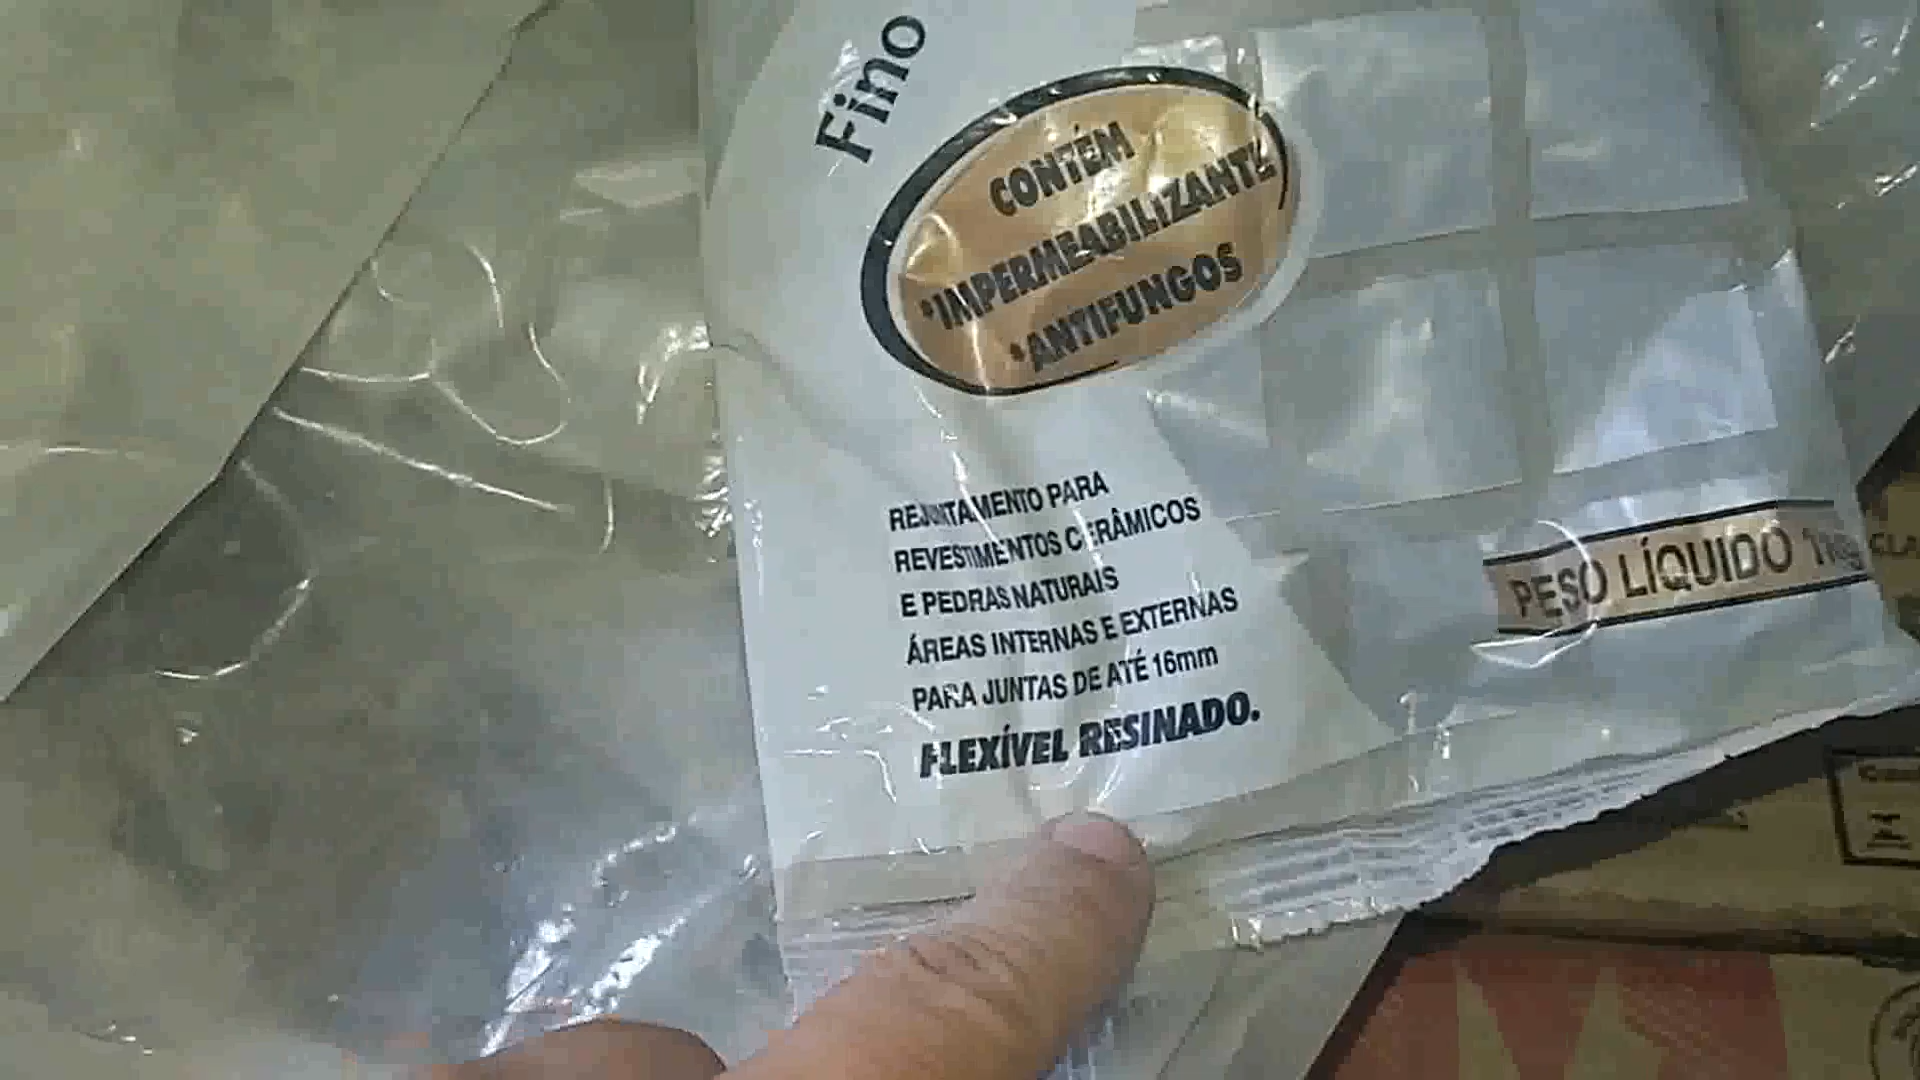 Fino
CONTÉM
*IMPERMEABILIZANTE
*ANTIFUNGOS
REJUNTAMENTO PARA
REVESTIMENTOS CERÂMICOS
E PEDRAS NATURAIS
ÁREAS INTERNAS E EXTERNAS
PARA JUNTAS DE ATÉ 16mm
FLEXÍVEL RESINADO.
PESO LÍQUIDO 1kg